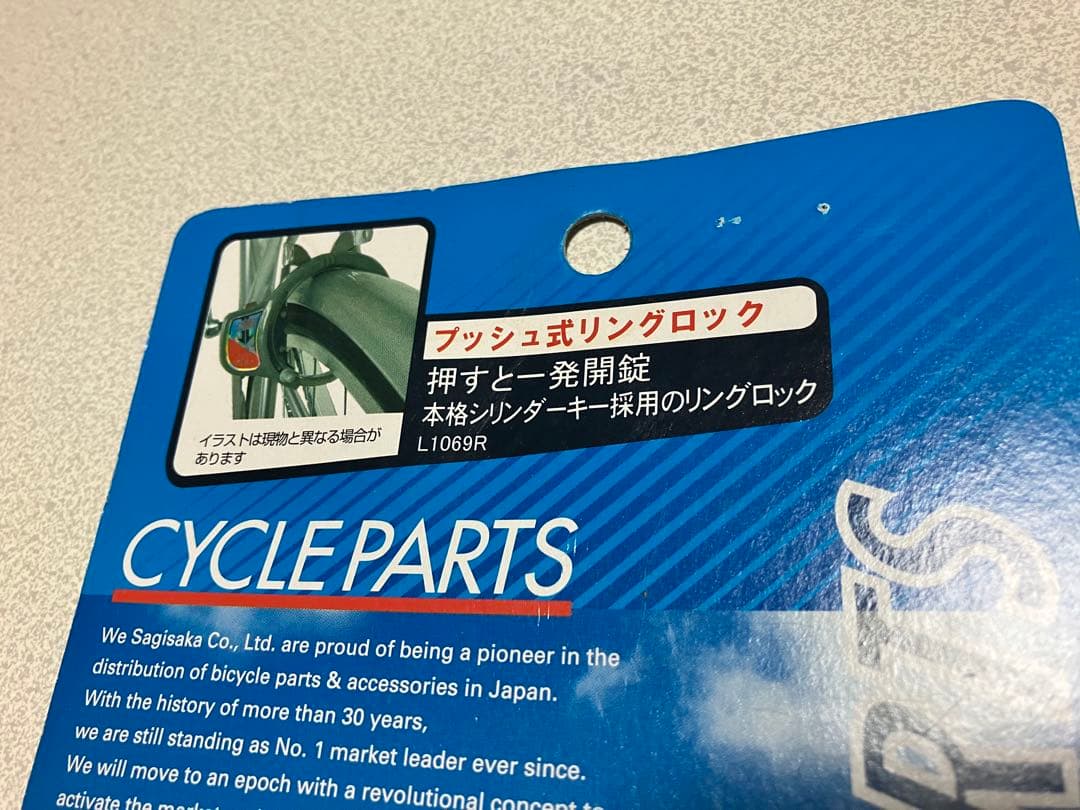 プッシュ式リングロック
押すと一発開錠
本格シリンダーキー採用のリングロック
L1069R
イラストは現物と異なる場合が
あります
CYCLE PARTS
We Sagisaka Co., Ltd. are proud of being a pioneer in the
distribution of bicycle parts & accessories in Japan.
With the history of more than 30 years,
we are still standing as No. 1 market leader ever since.
We will move to an epoch with a revolutional concept to
activate the